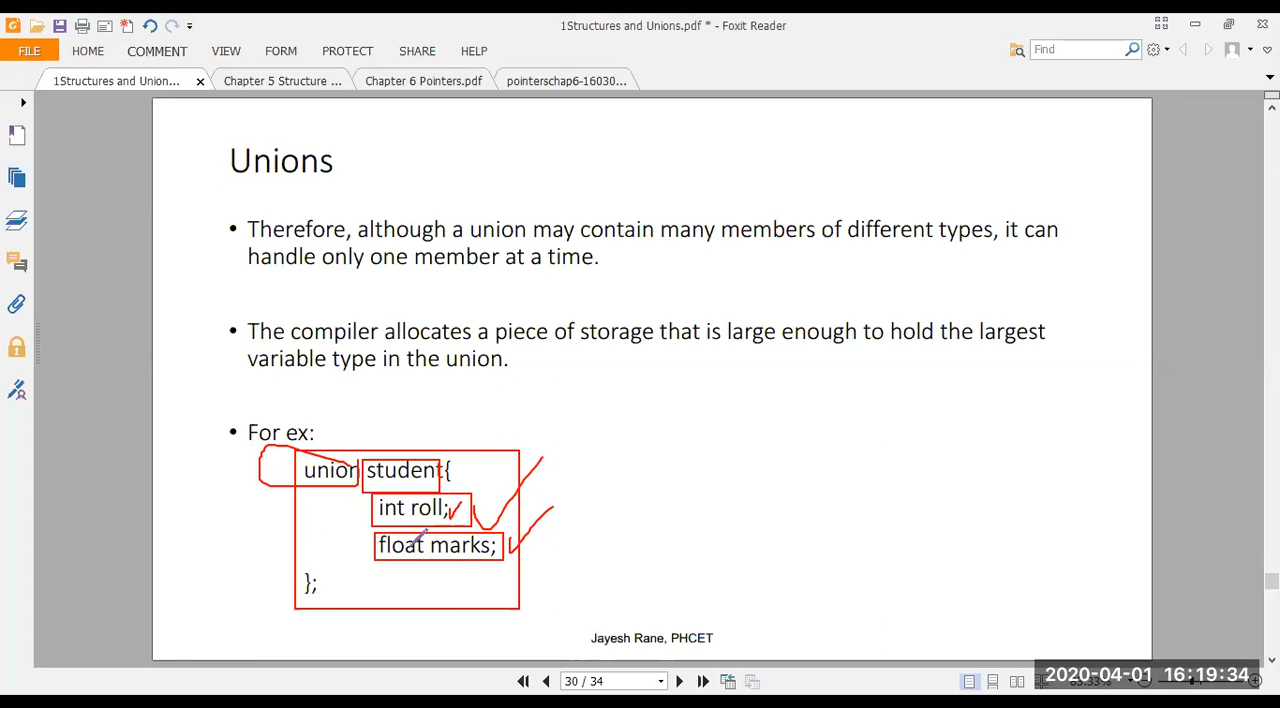 1Structures and Unions.pdf * - Foxit Reader
FILE HOME COMMENT VIEW FORM PROTECT SHARE HELP Find
1Structures and Union... Chapter 5 Structure ... Chapter 6 Pointers.pdf pointerschap6-16030...
Unions
• Therefore, although a union may contain many members of different types, it can
handle only one member at a time.
• The compiler allocates a piece of storage that is large enough to hold the largest
variable type in the union.
• For ex:
union student{
int roll;
float marks;
};
Jayesh Rane, PHCET
30 / 34
2020-04-01 16:19:34